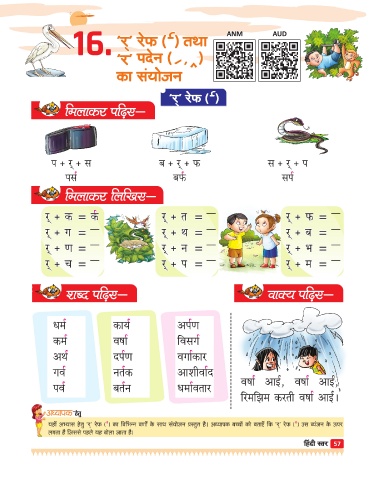 ANM AUD
16. 'र्' रेफ (र्) तथा
'र' पदेन ( ्र , ^ )
का संयोजन
'र्' रेफ (र्)
मिलाकर पढ़िए—
प + र् + स ब + र् + फ स + र् + प
पर्स बर्फ सर्प
मिलाकर लिखिए—
र् + क = र्क र् + त = — र् + फ = —
र् + ग = — र् + थ = — र् + ब = —
र् + ण = — र् + न = — र् + भ = —
र् + च = — र् + प = — र् + म = —
शब्द पढ़िए— वाक्य पढ़िए—
धर्म कार्य अर्पण
कर्म वर्षा विसर्ग
अर्थ दर्पण वर्गाकार
गर्व नर्तक आशीर्वाद
पर्व बर्तन धर्मावतार
वर्षा आई, वर्षा आई,
रिमझिम करती वर्षा आई।
अध्यापक हेतु
यहाँ अभ्यास हेतु 'र्' रेफ (र्) का विभिन्न वर्णों के साथ संयोजन प्रस्तुत है। अध्यापक बच्चों को बताएँ कि 'र्' रेफ (र्) उस व्यंजन के ऊपर
लगता है जिससे पहले यह बोला जाता है।
हिंदी स्वर 57